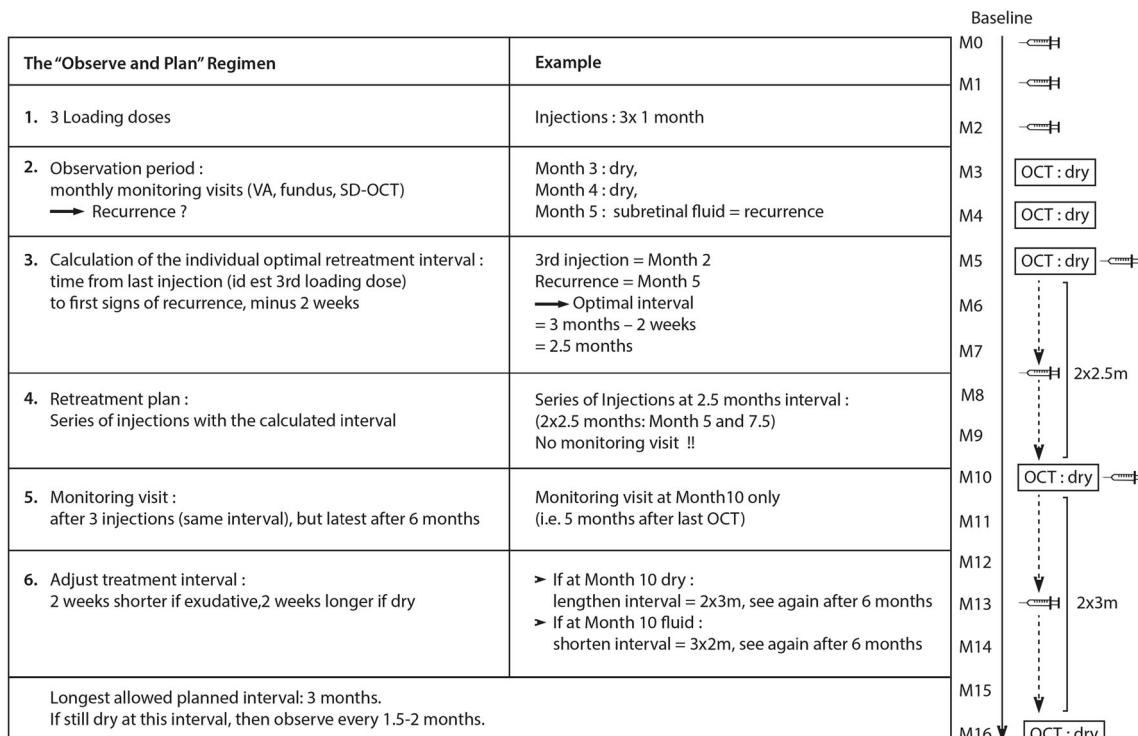 Baseline
The “Observe and Plan” Regimen
Example
1. 3 Loading doses
Injections : 3x 1 month
2. Observation period :
monthly monitoring visits (VA, fundus, SD-OCT)
Recurrence ?
Month 3 : dry,
Month 4 : dry,
Month 5 : subretinal fluid = recurrence
3. Calculation of the individual optimal retreatment interval :
time from last injection (id est 3rd loading dose)
to first signs of recurrence, minus 2 weeks
3rd injection = Month 2
Recurrence = Month 5
Optimal interval
= 3 months – 2 weeks
= 2.5 months
4. Retreatment plan :
Series of injections with the calculated interval
Series of Injections at 2.5 months interval :
(2x2.5 months: Month 5 and 7.5)
No monitoring visit !!
5. Monitoring visit :
after 3 injections (same interval), but latest after 6 months
Monitoring visit at Month10 only
(i.e. 5 months after last OCT)
6. Adjust treatment interval :
2 weeks shorter if exudative,2 weeks longer if dry
➤ If at Month 10 dry :
lengthen interval = 2x3m, see again after 6 months
➤ If at Month 10 fluid :
shorten interval = 3x2m, see again after 6 months
Longest allowed planned interval: 3 months.
If still dry at this interval, then observe every 1.5-2 months.
M0
M1
M2
M3 OCT : dry
M4 OCT : dry
M5 OCT : dry
M6
M7
2x2.5m
M8
M9
M10 OCT : dry
M11
M12
M13 2x3m
M14
M15
M16 OCT : dry